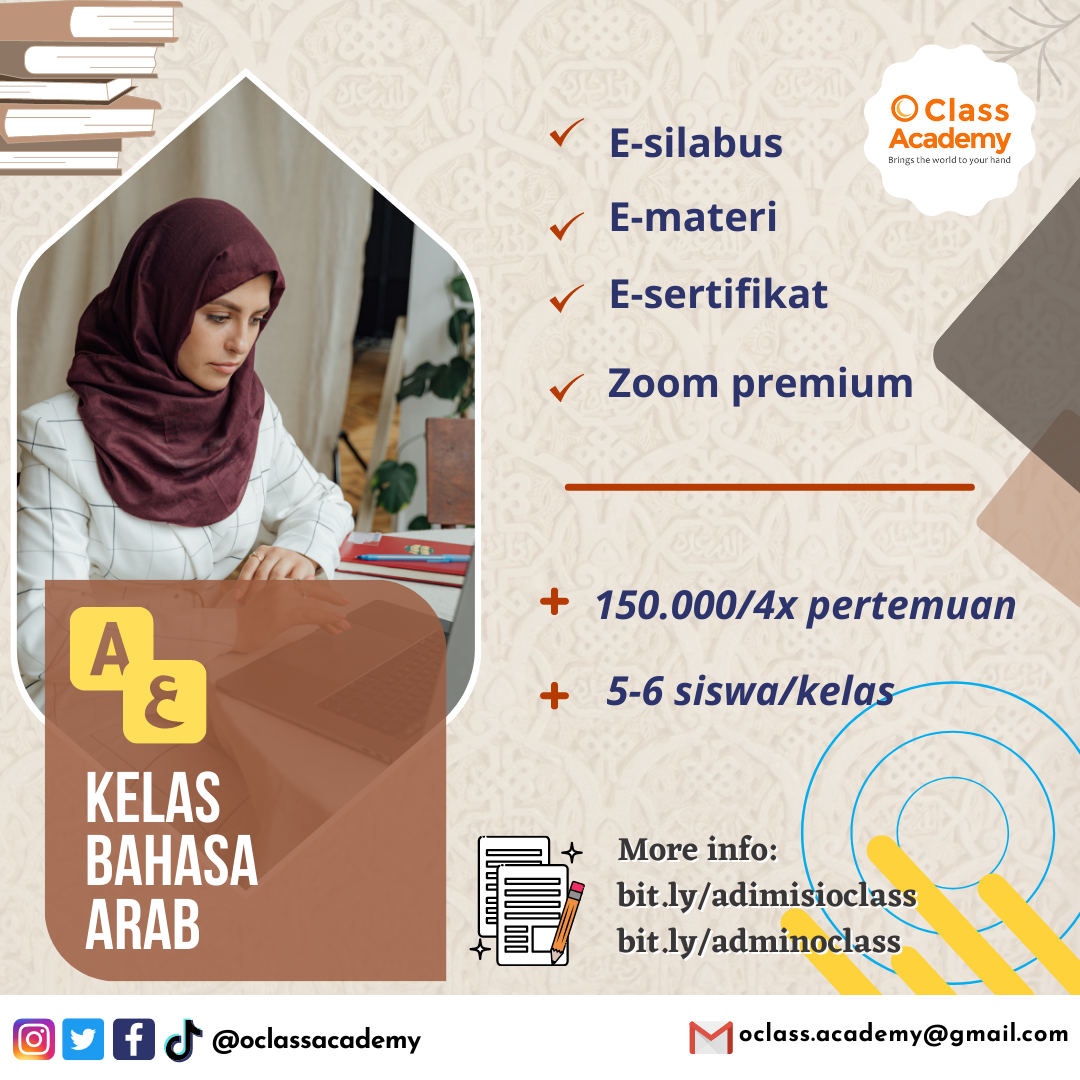 O Class
Academy
Brings the world to your hand
E-silabus
E-materi
E-sertifikat
Zoom premium
150.000/4x pertemuan
5-6 siswa/kelas
A
ع
KELAS
BAHASA
ARAB
More info:
bit.ly/adimisioclass
bit.ly/adminoclass
@oclassacademy
oclass.academy@gmail.com